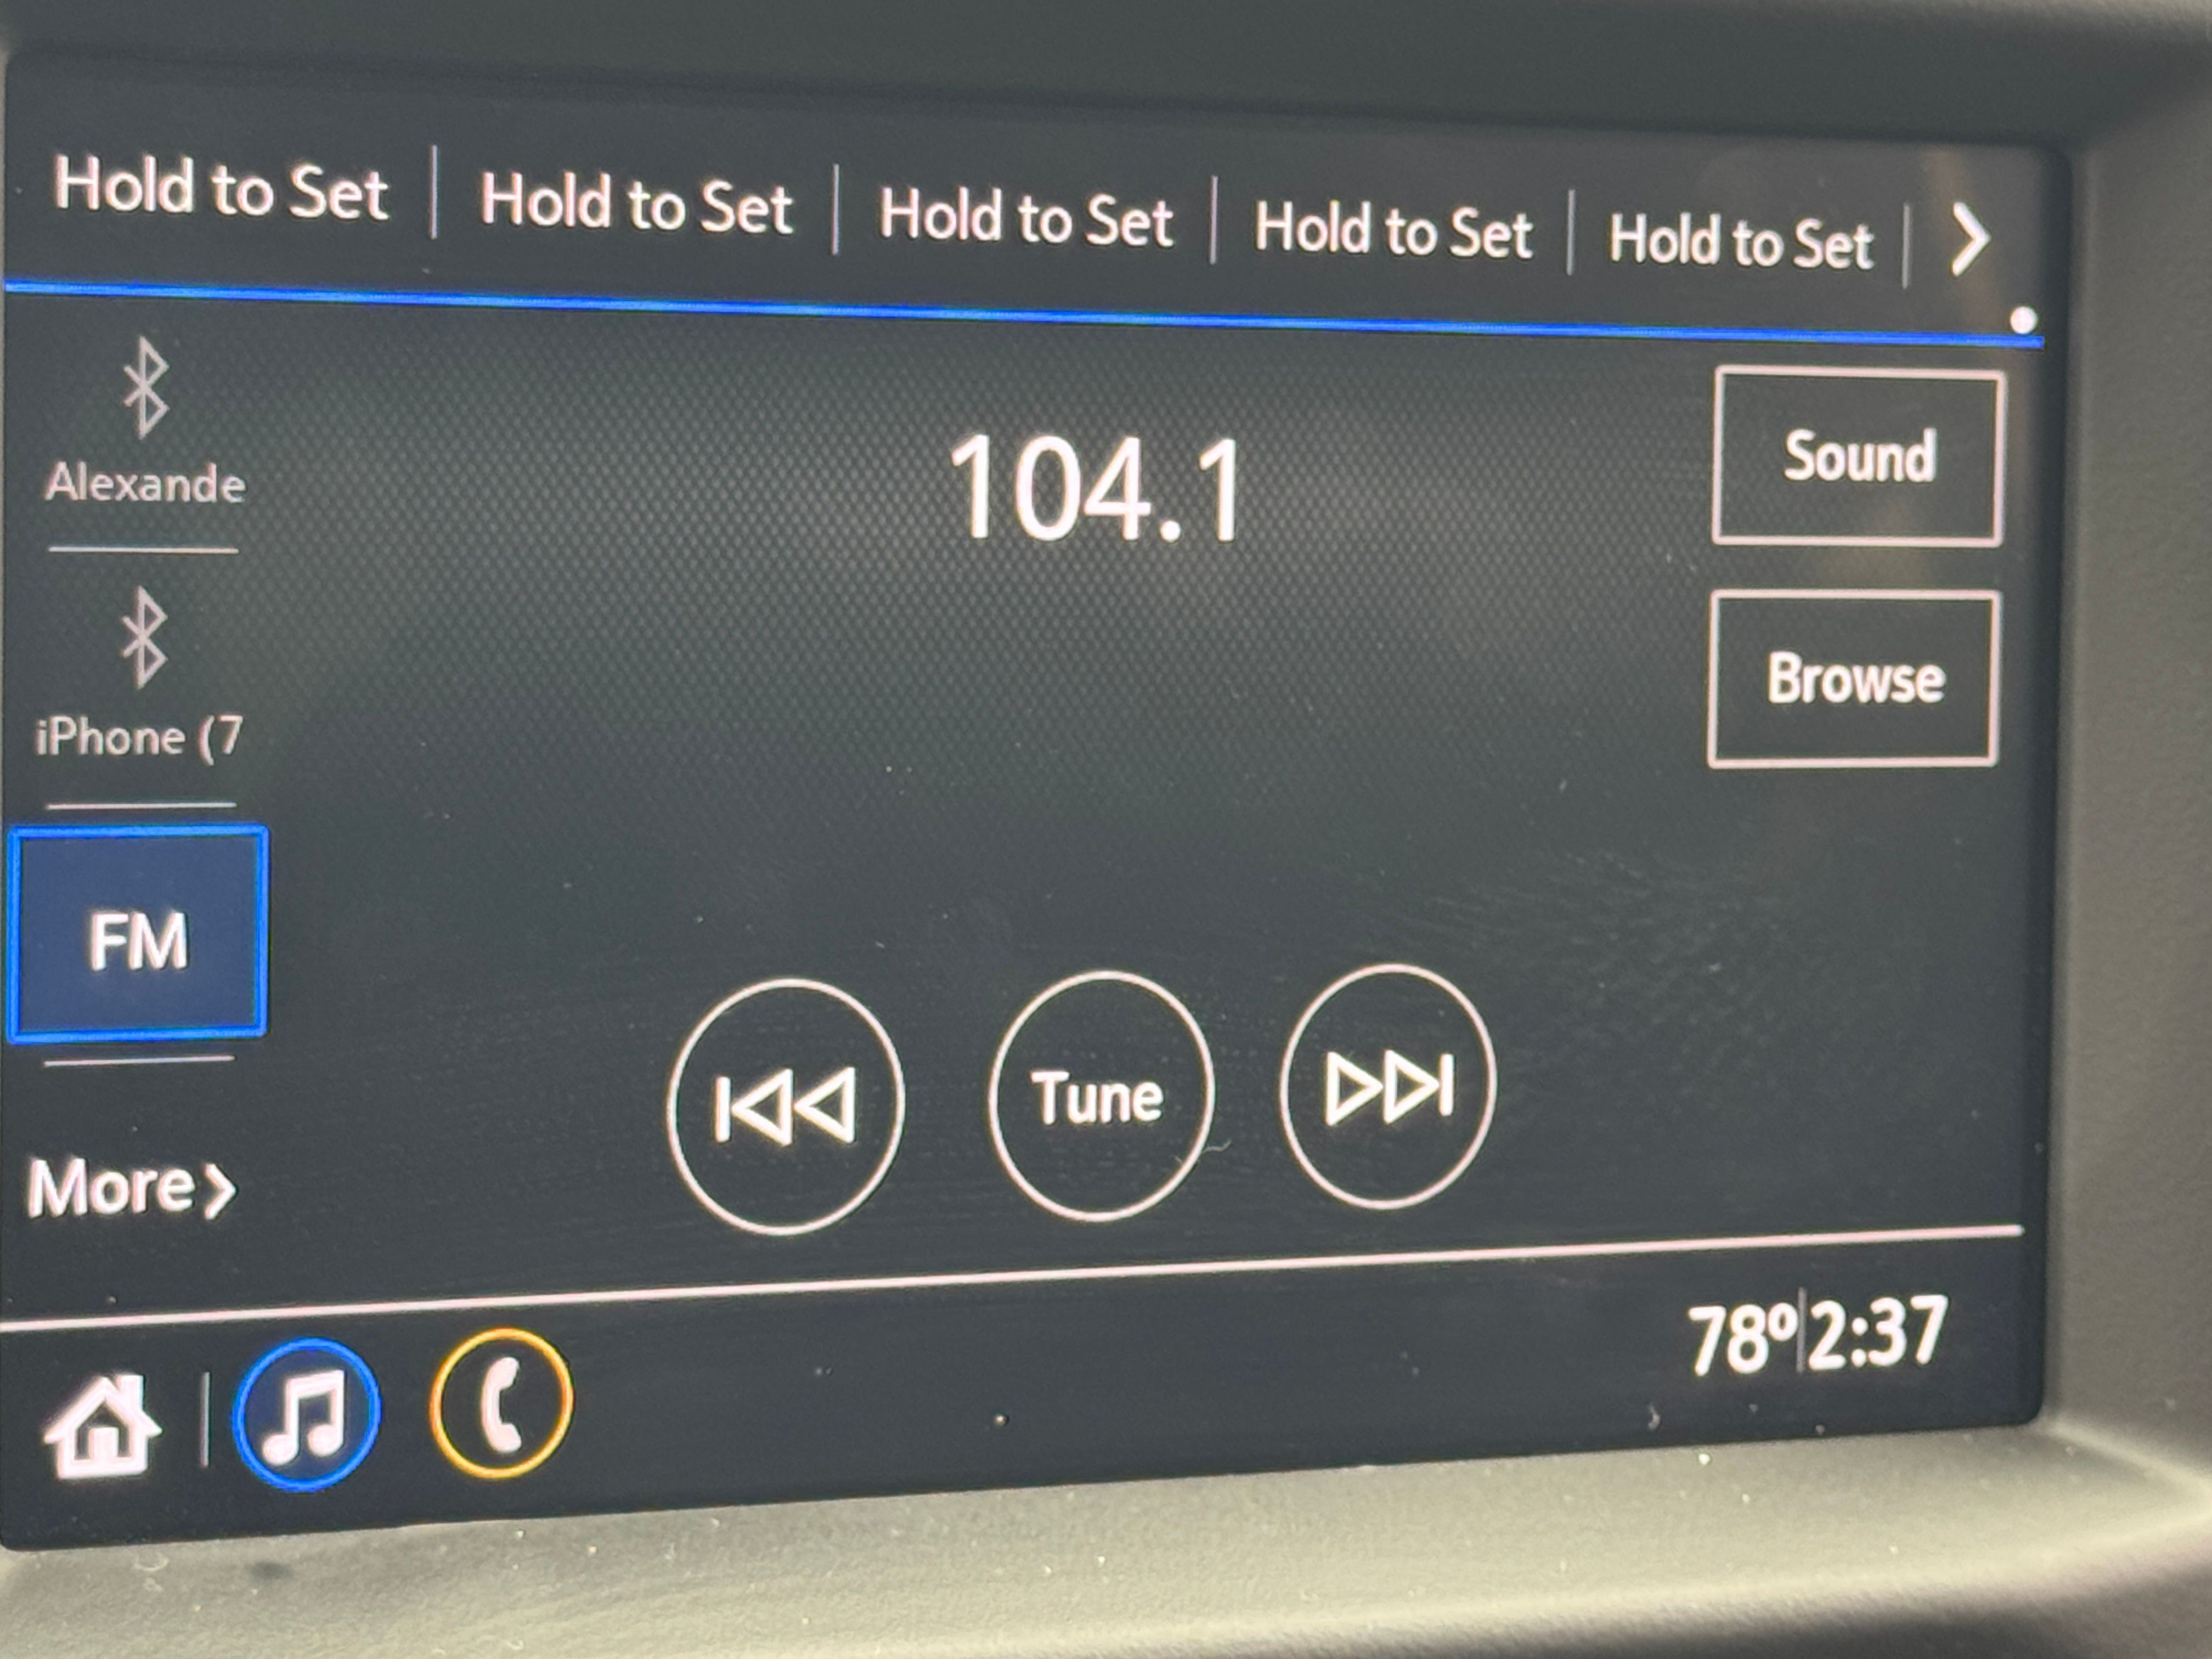 Hold to Set Hold to Set Hold to Set Hold to Set Hold to Set
Alexande
104.1
Sound
iPhone (7
Browse
FM
Tune
More
78° 2:37